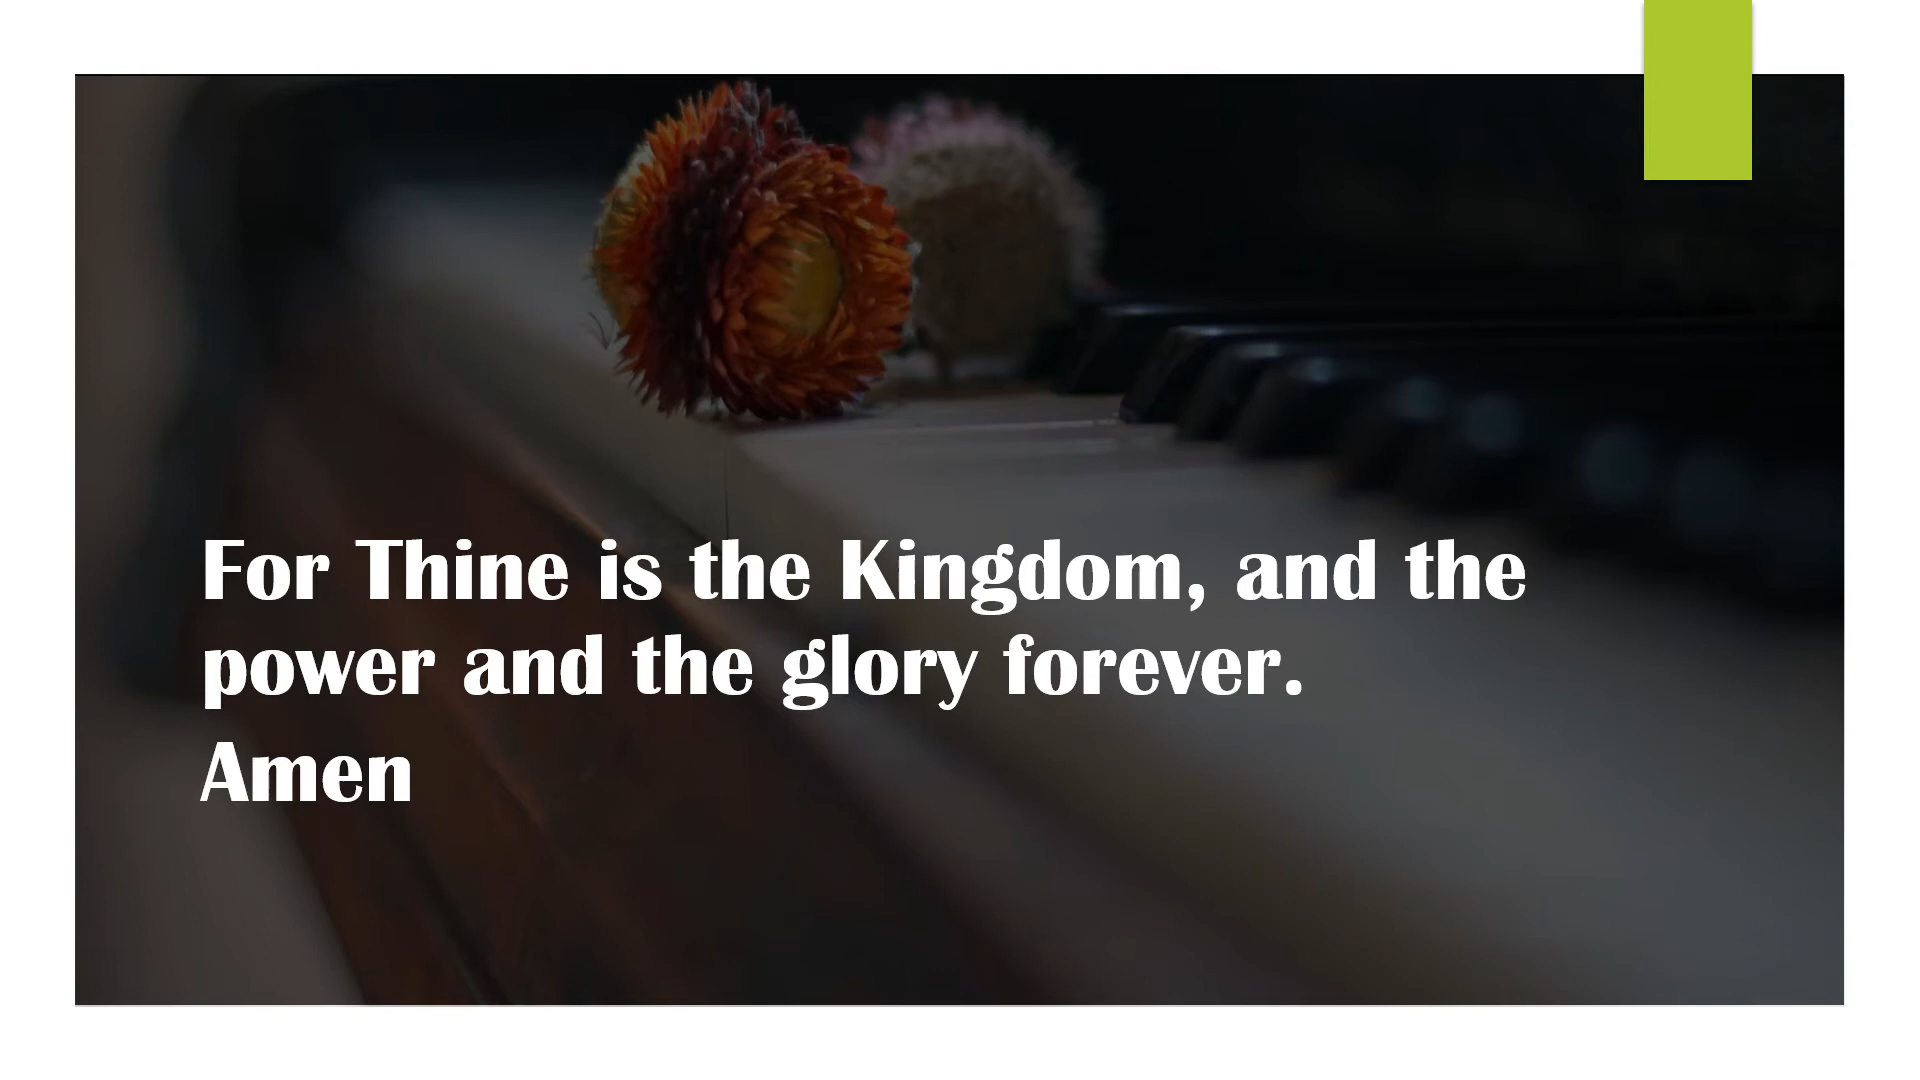 For Thine is the Kingdom, and the
power and the glory forever.
Amen